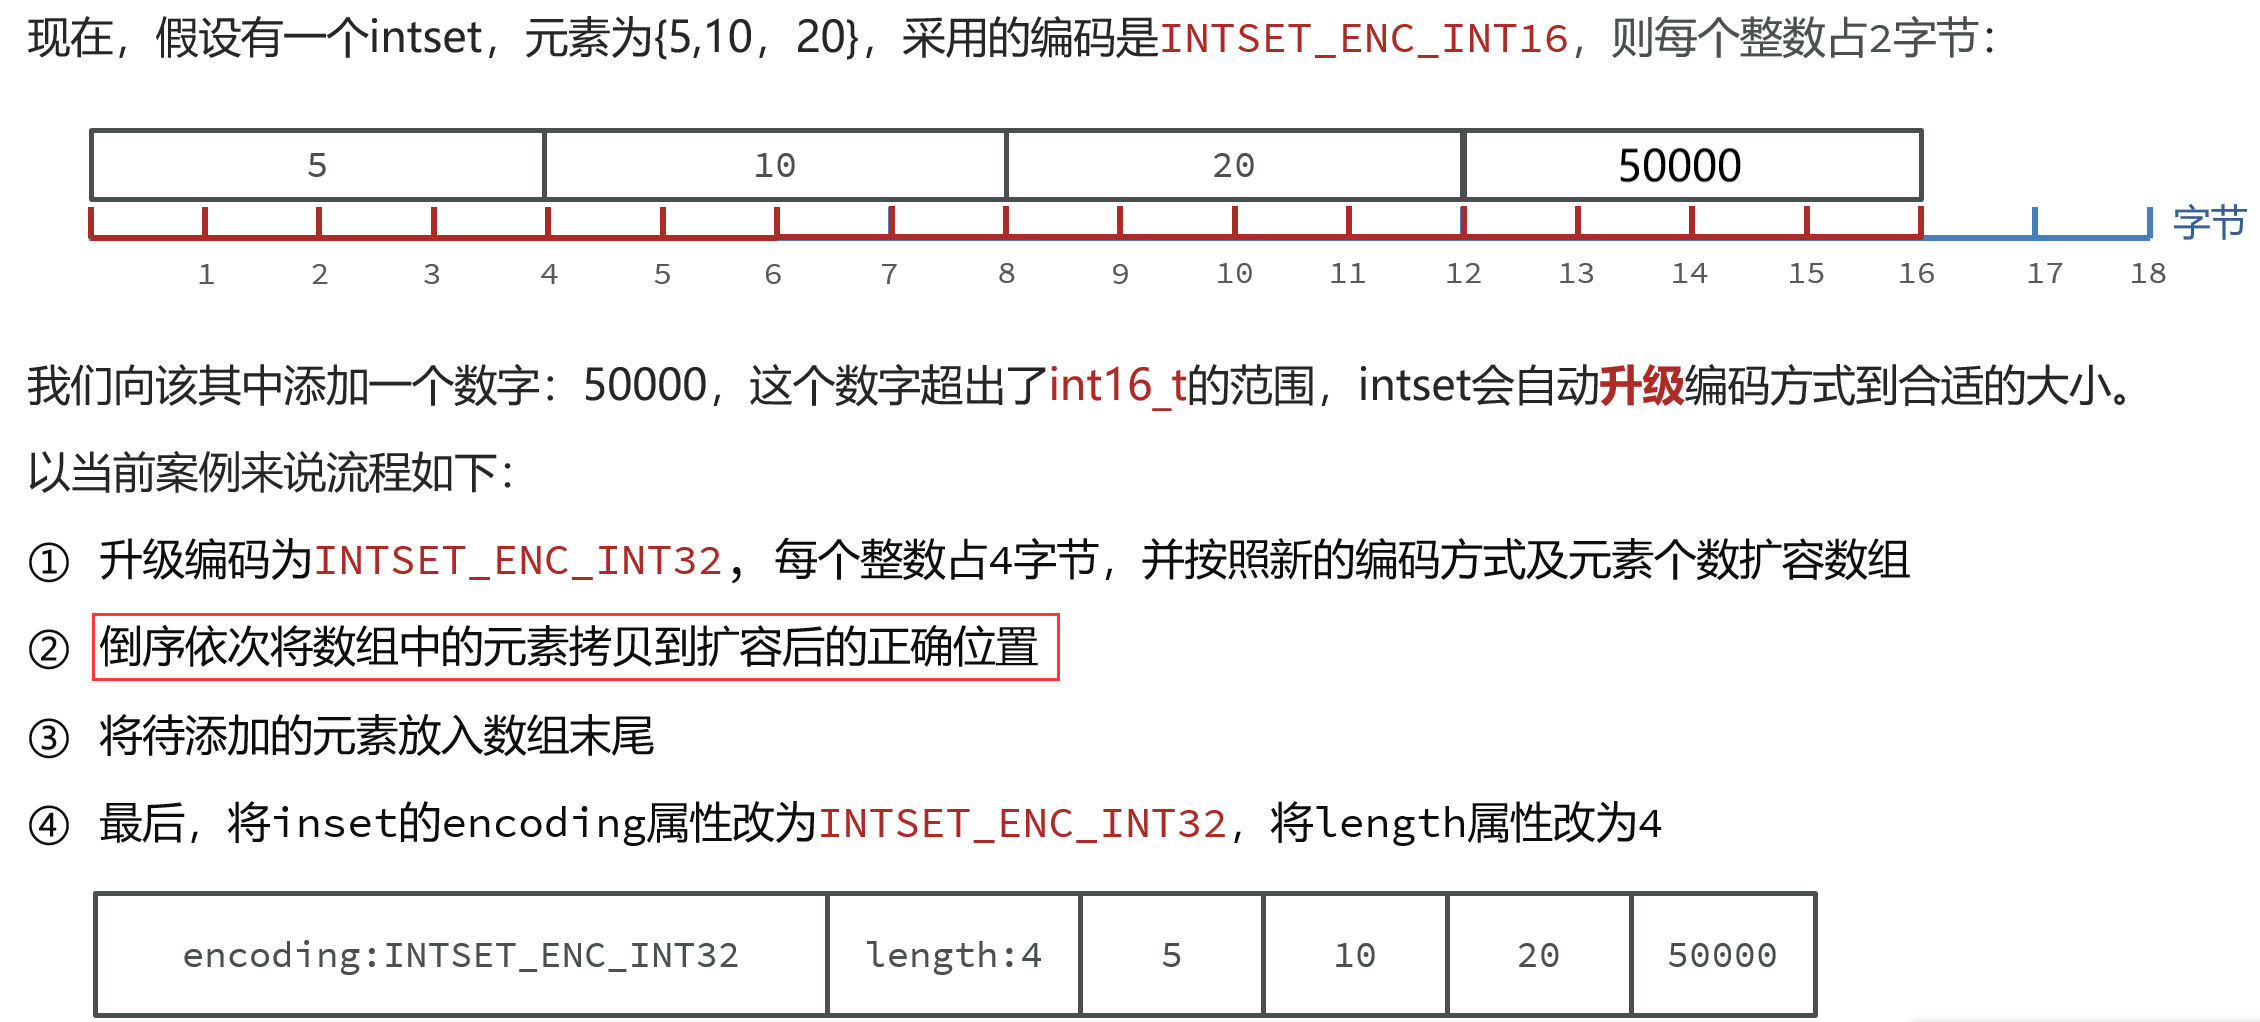 现在，假设有一个intset，元素为{5,10，20}，采用的编码是INTSET_ENC_INT16，则每个整数占2字节：
5 10 20 50000
字节
1 2 3 4 5 6 7 8 9 10 11 12 13 14 15 16 17 18
我们向该其中添加一个数字：50000，这个数字超出了int16_t的范围，intset会自动升级编码方式到合适的大小。
以当前案例来说流程如下：
① 升级编码为INTSET_ENC_INT32，每个整数占4字节，并按照新的编码方式及元素个数扩容数组
② 倒序依次将数组中的元素拷贝到扩容后的正确位置
③ 将待添加的元素放入数组末尾
④ 最后，将inset的encoding属性改为INTSET_ENC_INT32，将length属性改为4
encoding:INTSET_ENC_INT32 length:4 5 10 20 50000